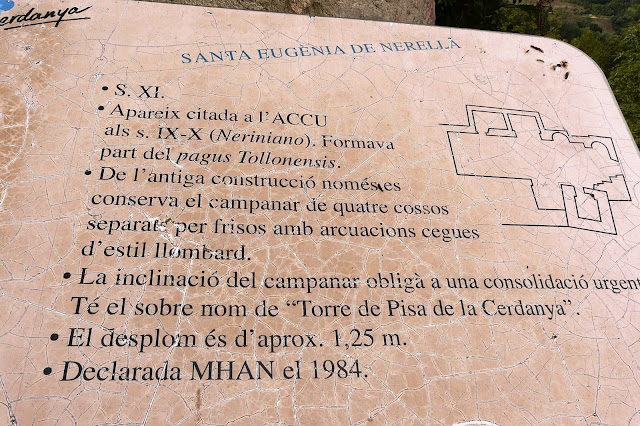 Cerdanya
SANTA EUGÈNIA DE NERELLÀ
• S. XI.
• Apareix citada a l'ACCU
als s. IX-X (Neriniano). Formava
part del pagus Tollonensis.
• De l'antiga construcció només es
conserva el campanar de quatre cossos
separats per frisos amb arcuacions cegues
d'estil llombard.
• La inclinació del campanar obligà a una consolidació urgent
Té el sobre nom de “Torre de Pisa de la Cerdanya”.
• El desplom és d'aprox. 1,25 m.
• Declarada MHAN el 1984.